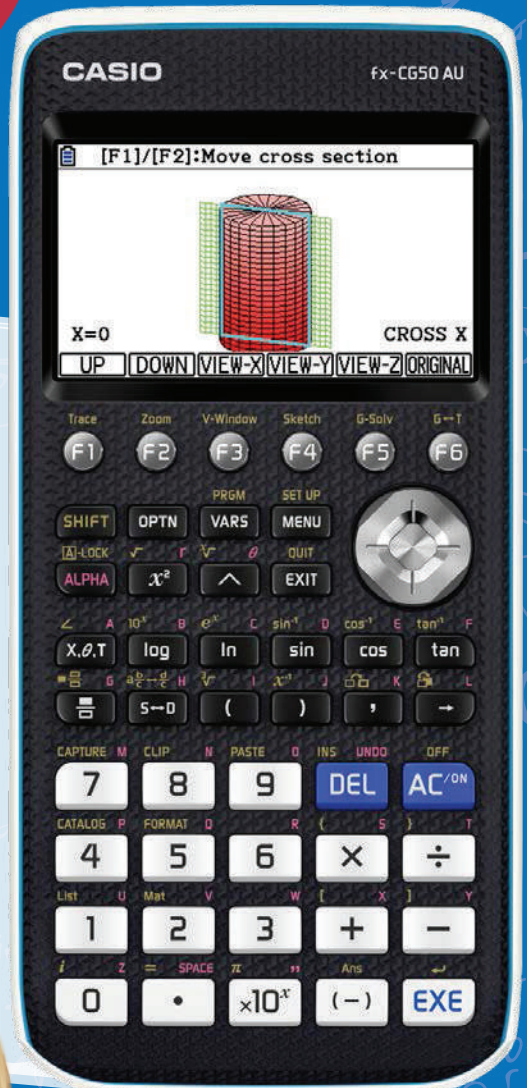 CASIO fx-CG50 AU
[F1]/[F2]:Move cross section
X=0 CROSS X
UP DOWN VIEW-X VIEW-Y VIEW-Z ORIGINAL
Trace Zoom V-Window Sketch G-Solv G↔T
F1 F2 F3 F4 F5 F6
PRGM SET UP
SHIFT OPTN VARS MENU
A-LOCK √ r ˣ√ θ QUIT
ALPHA x² ^ EXIT
∠ A 10ˣ B eˣ C sin⁻¹ D cos⁻¹ E tan⁻¹ F
X,θ,T log ln sin cos tan
G a b/c↔d/c H ³√ I x⁻¹ J K L
S↔D ( ) , →
CAPTURE M CLIP N PASTE O INS UNDO OFF
7 8 9 DEL AC/ON
CATALOG P FORMAT Q R { S } T
4 5 6 × ÷
List U Mat V W [ X ] Y
1 2 3 + −
i Z = SPACE π " Ans ↵
0 • ×10ˣ (−) EXE